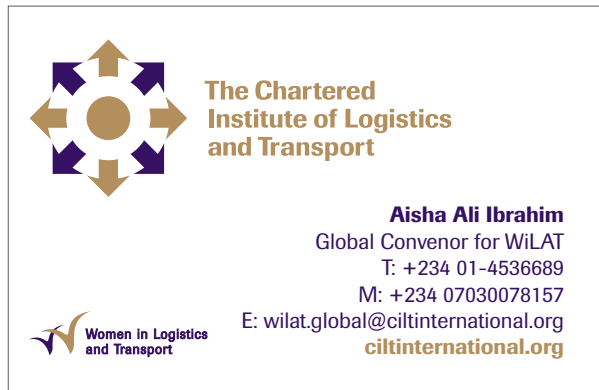 The Chartered
Institute of Logistics
and Transport
Aisha Ali Ibrahim
Global Convenor for WiLAT
T: +234 01-4536689
M: +234 07030078157
E: wilat.global@ciltinternational.org
ciltinternational.org
Women in Logistics
and Transport